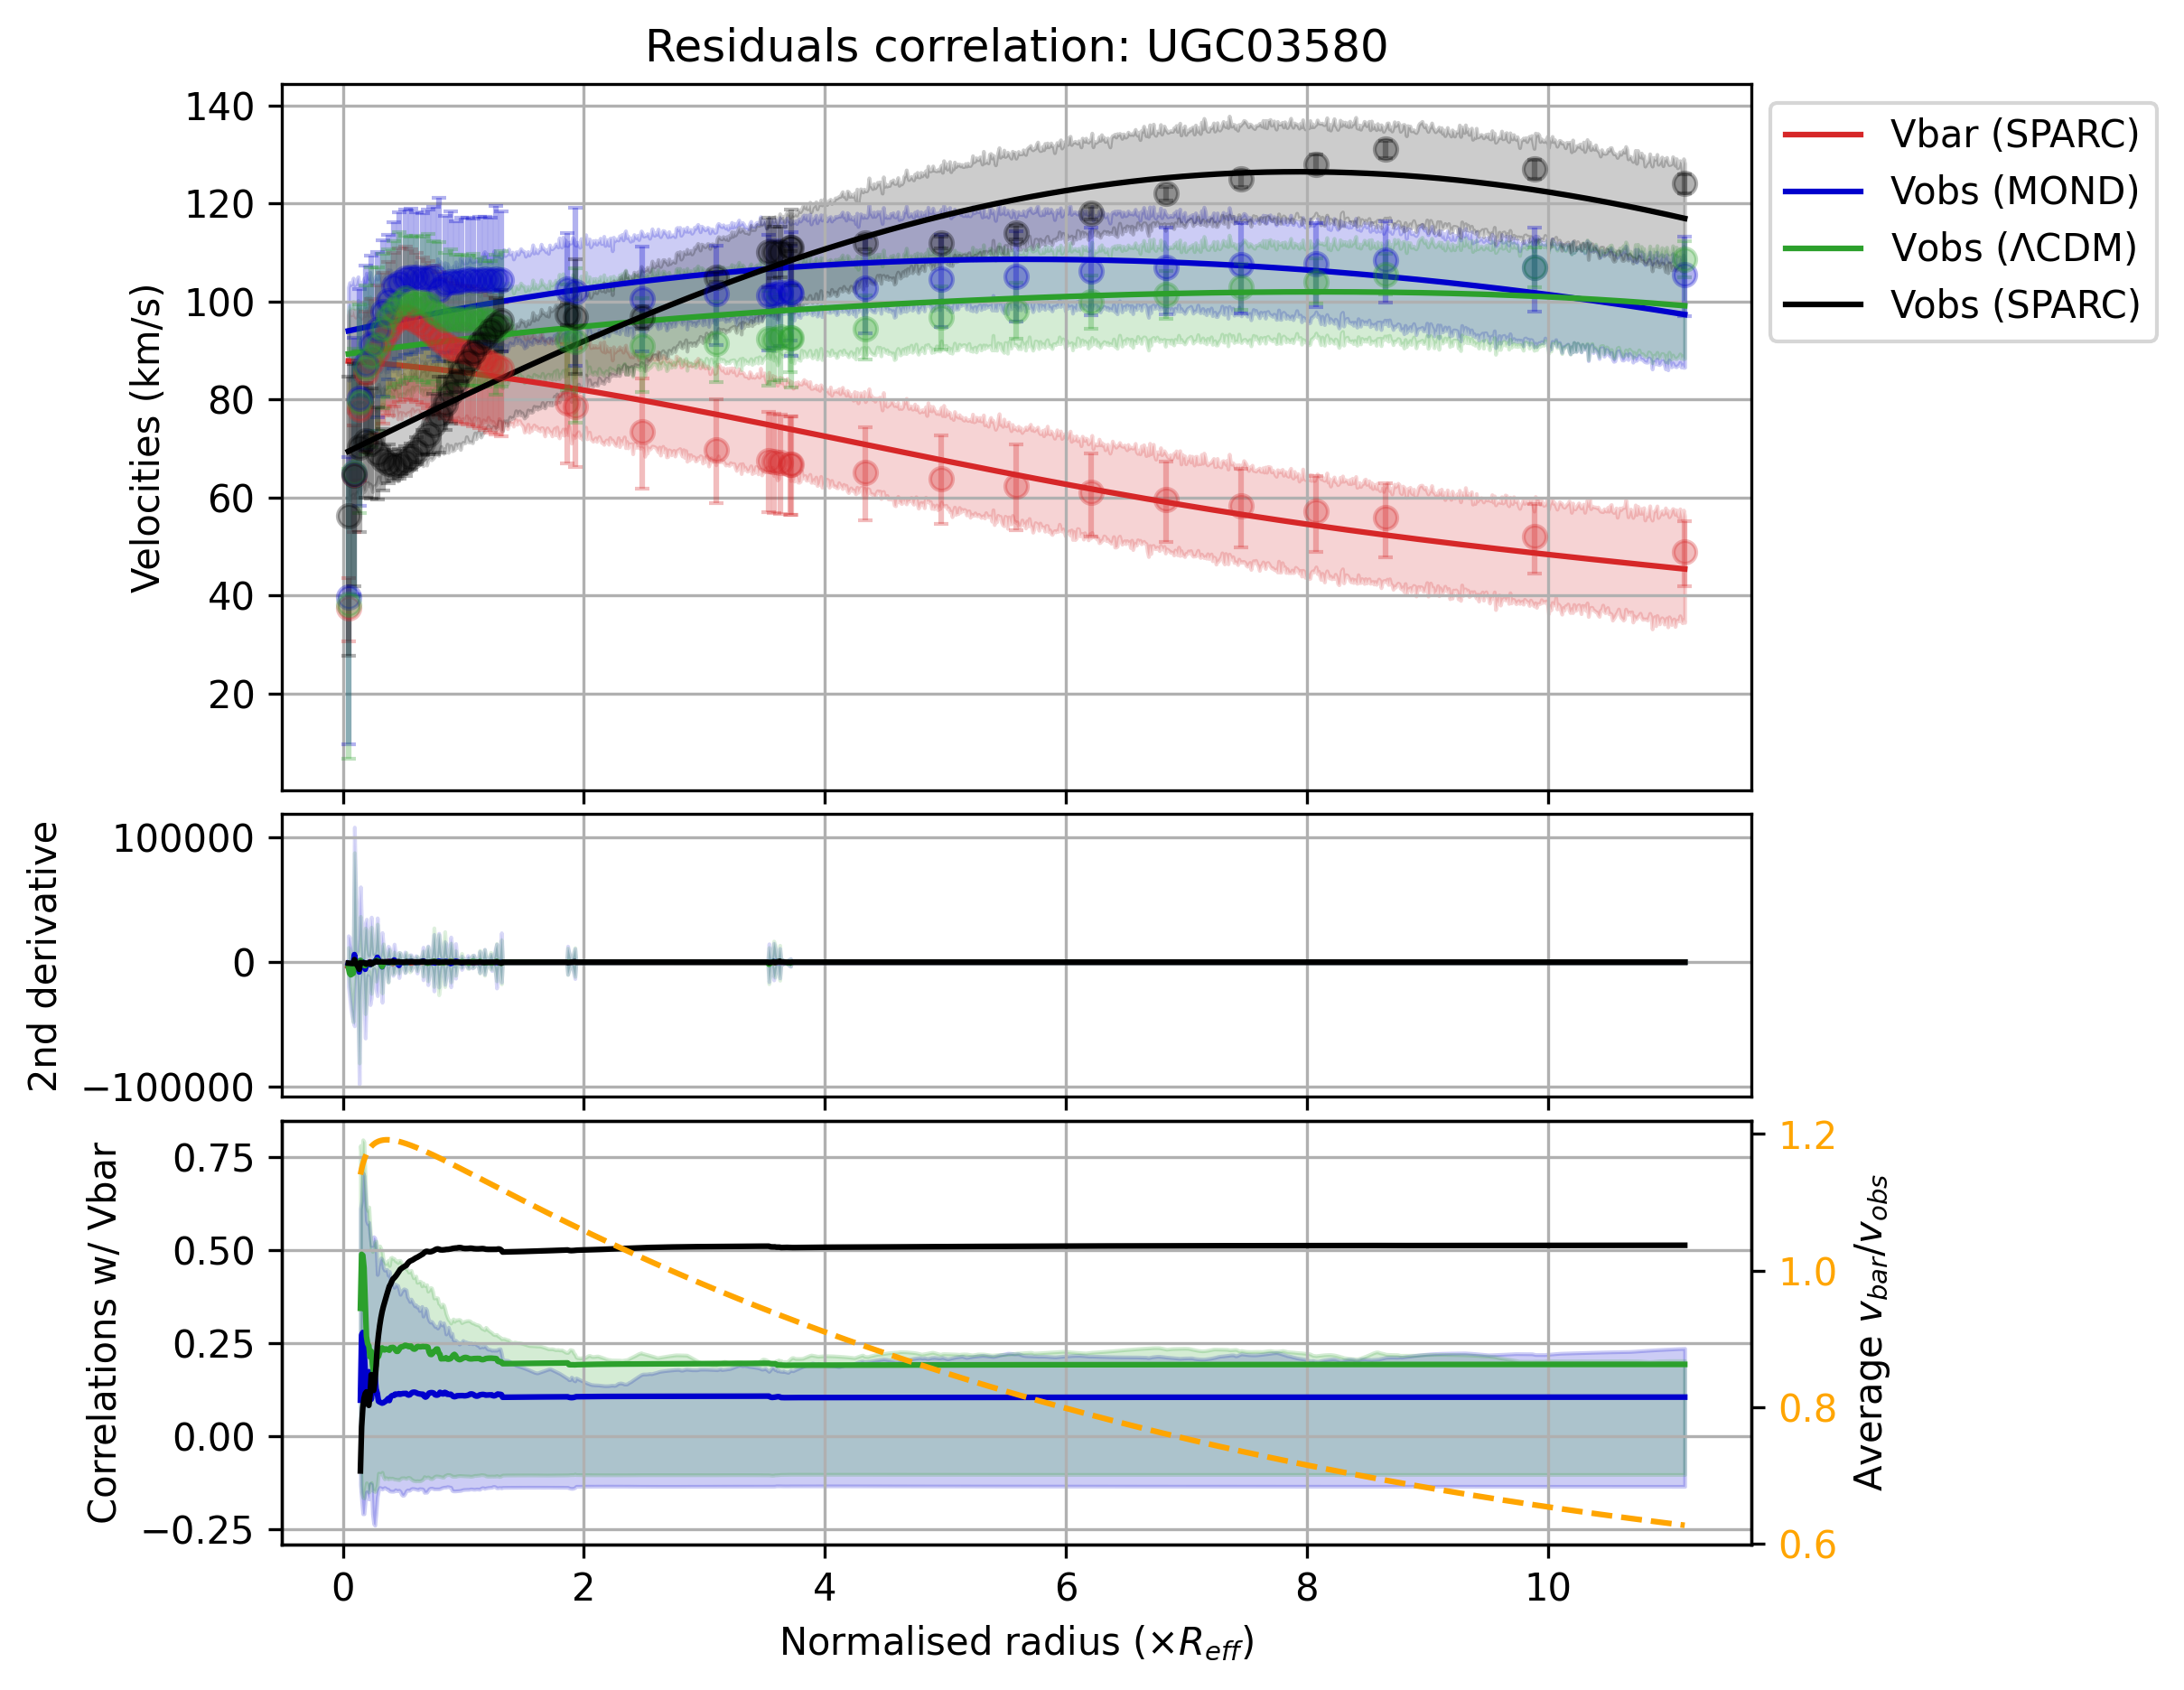 Residuals correlation: UGC03580
140
120
100
80
60
40
20
Velocities (km/s)
Vbar (SPARC)
Vobs (MOND)
Vobs (ΛCDM)
Vobs (SPARC)
100000
0
−100000
2nd derivative
0.75
0.50
0.25
0.00
−0.25
Correlations w/ Vbar
1.2
1.0
0.8
0.6
Average v_bar/v_obs
0 2 4 6 8 10
Normalised radius (×R_eff)